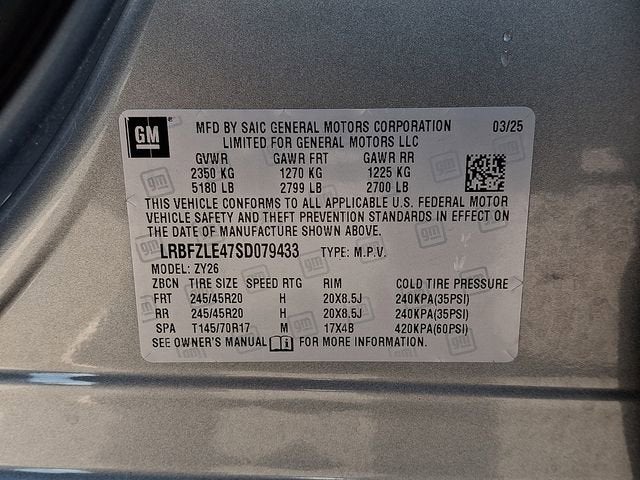 GM MFD BY SAIC GENERAL MOTORS CORPORATION 03/25
LIMITED FOR GENERAL MOTORS LLC
GVWR GAWR FRT GAWR RR
2350 KG 1270 KG 1225 KG
5180 LB 2799 LB 2700 LB
THIS VEHICLE CONFORMS TO ALL APPLICABLE U.S. FEDERAL MOTOR
VEHICLE SAFETY AND THEFT PREVENTION STANDARDS IN EFFECT ON
THE DATE OF MANUFACTURE SHOWN ABOVE.
LRBFZLE47SD079433 TYPE: M.P.V.
MODEL: ZY26
ZBCN TIRE SIZE SPEED RTG RIM COLD TIRE PRESSURE
FRT 245/45R20 H 20X8.5J 240KPA(35PSI)
RR 245/45R20 H 20X8.5J 240KPA(35PSI)
SPA T145/70R17 M 17X4B 420KPA(60PSI)
SEE OWNER'S MANUAL i FOR MORE INFORMATION.